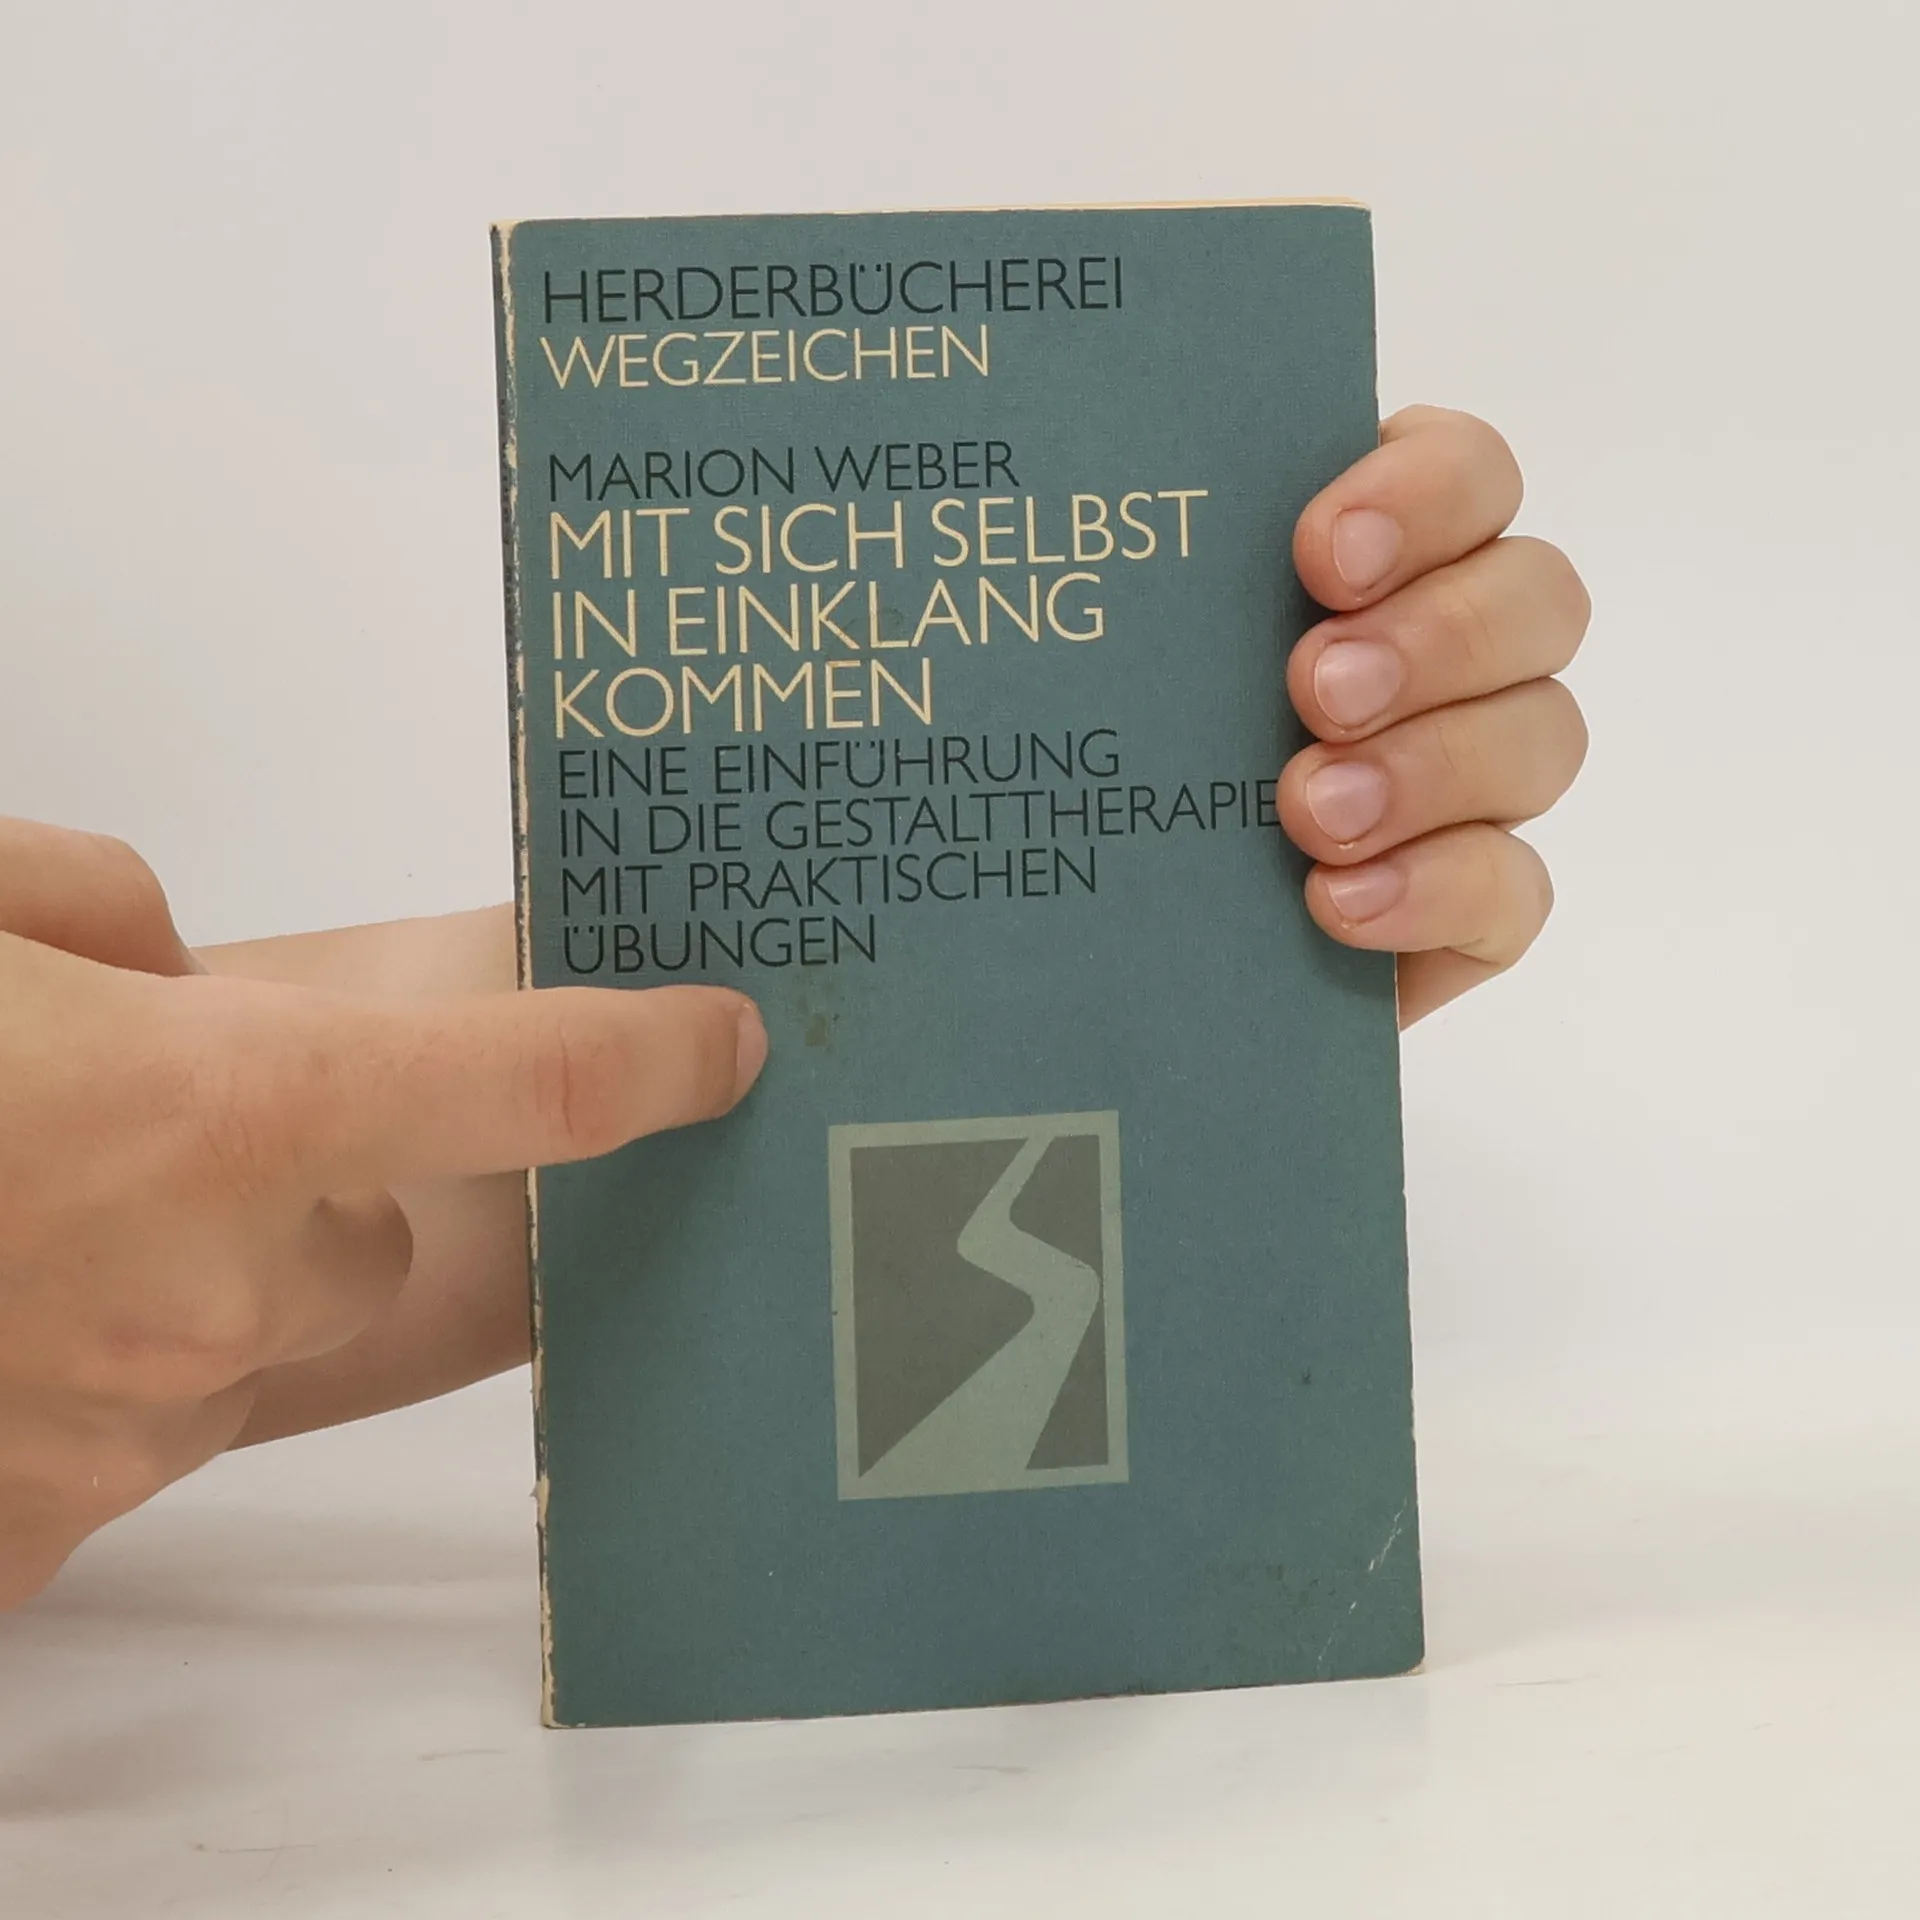 HERDERBÜCHEREI
WEGZEICHEN
MARION WEBER
MIT SICH SELBST
IN EINKLANG
KOMMEN
EINE EINFÜHRUNG
IN DIE GESTALTTHERAPIE
MIT PRAKTISCHEN
ÜBUNGEN